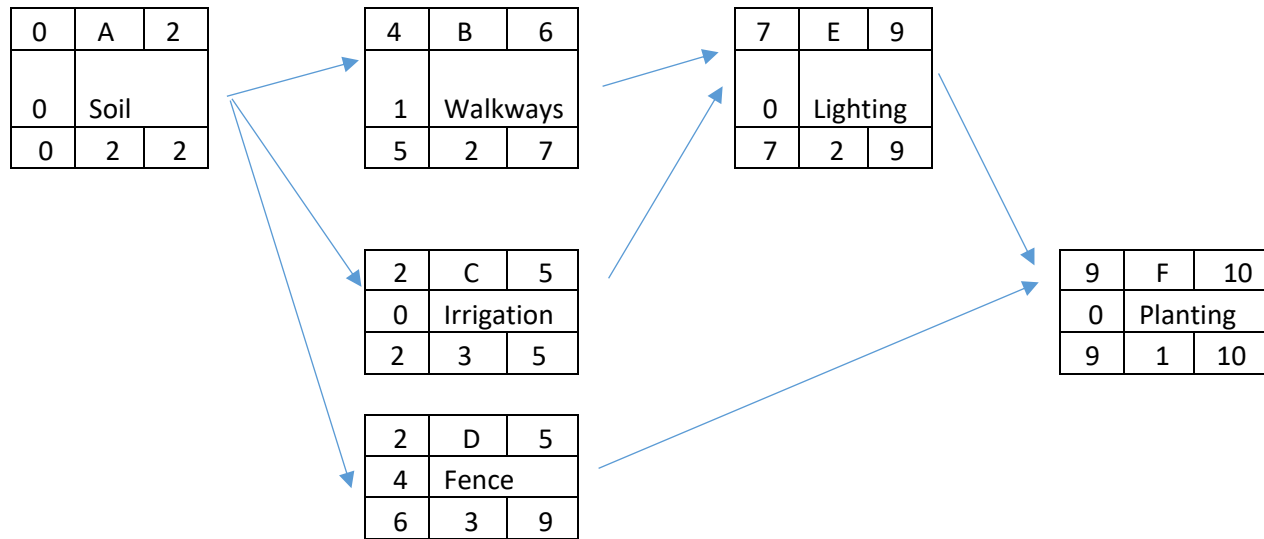 0 A 2
0 Soil
0 2 2
4 B 6
1 Walkways
5 2 7
7 E 9
0 Lighting
7 2 9
2 C 5
0 Irrigation
2 3 5
9 F 10
0 Planting
9 1 10
2 D 5
4 Fence
6 3 9